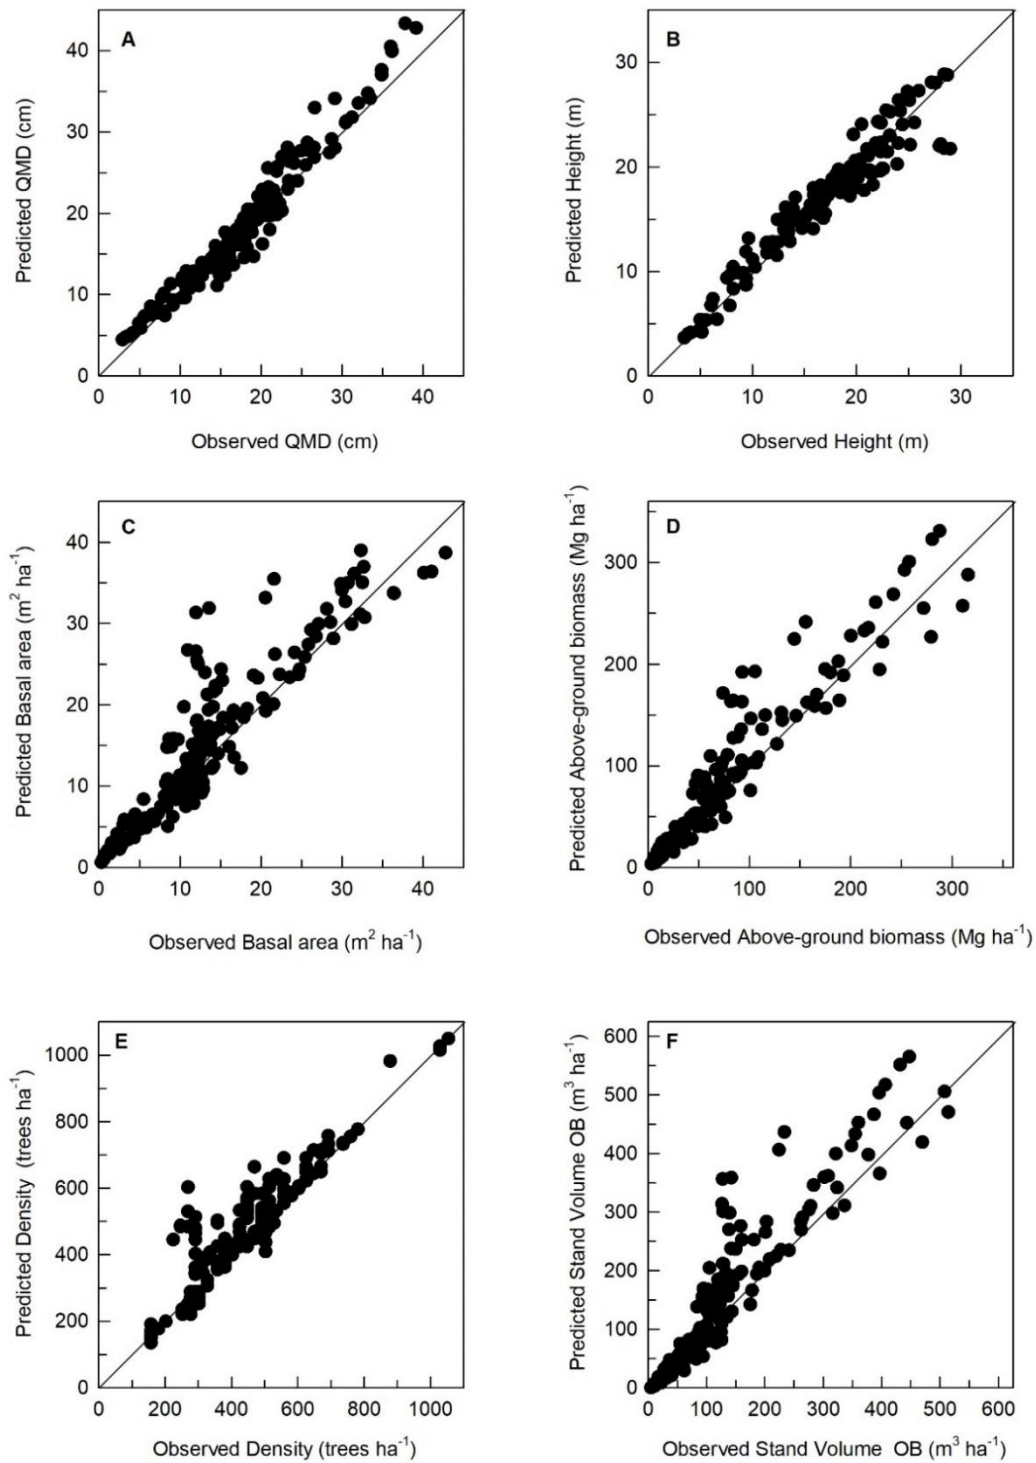 A
Predicted QMD (cm)
40
30
20
10
0
0 10 20 30 40
Observed QMD (cm)
B
Predicted Height (m)
30
20
10
0
0 10 20 30
Observed Height (m)
C
Predicted Basal area (m² ha⁻¹)
40
30
20
10
0
0 10 20 30 40
Observed Basal area (m² ha⁻¹)
D
Predicted Above-ground biomass (Mg ha⁻¹)
300
200
100
0
0 100 200 300
Observed Above-ground biomass (Mg ha⁻¹)
E
Predicted Density (trees ha⁻¹)
1000
800
600
400
200
0
0 200 400 600 800 1000
Observed Density (trees ha⁻¹)
F
Predicted Stand Volume OB (m³ ha⁻¹)
600
500
400
300
200
100
0
0 100 200 300 400 500 600
Observed Stand Volume OB (m³ ha⁻¹)